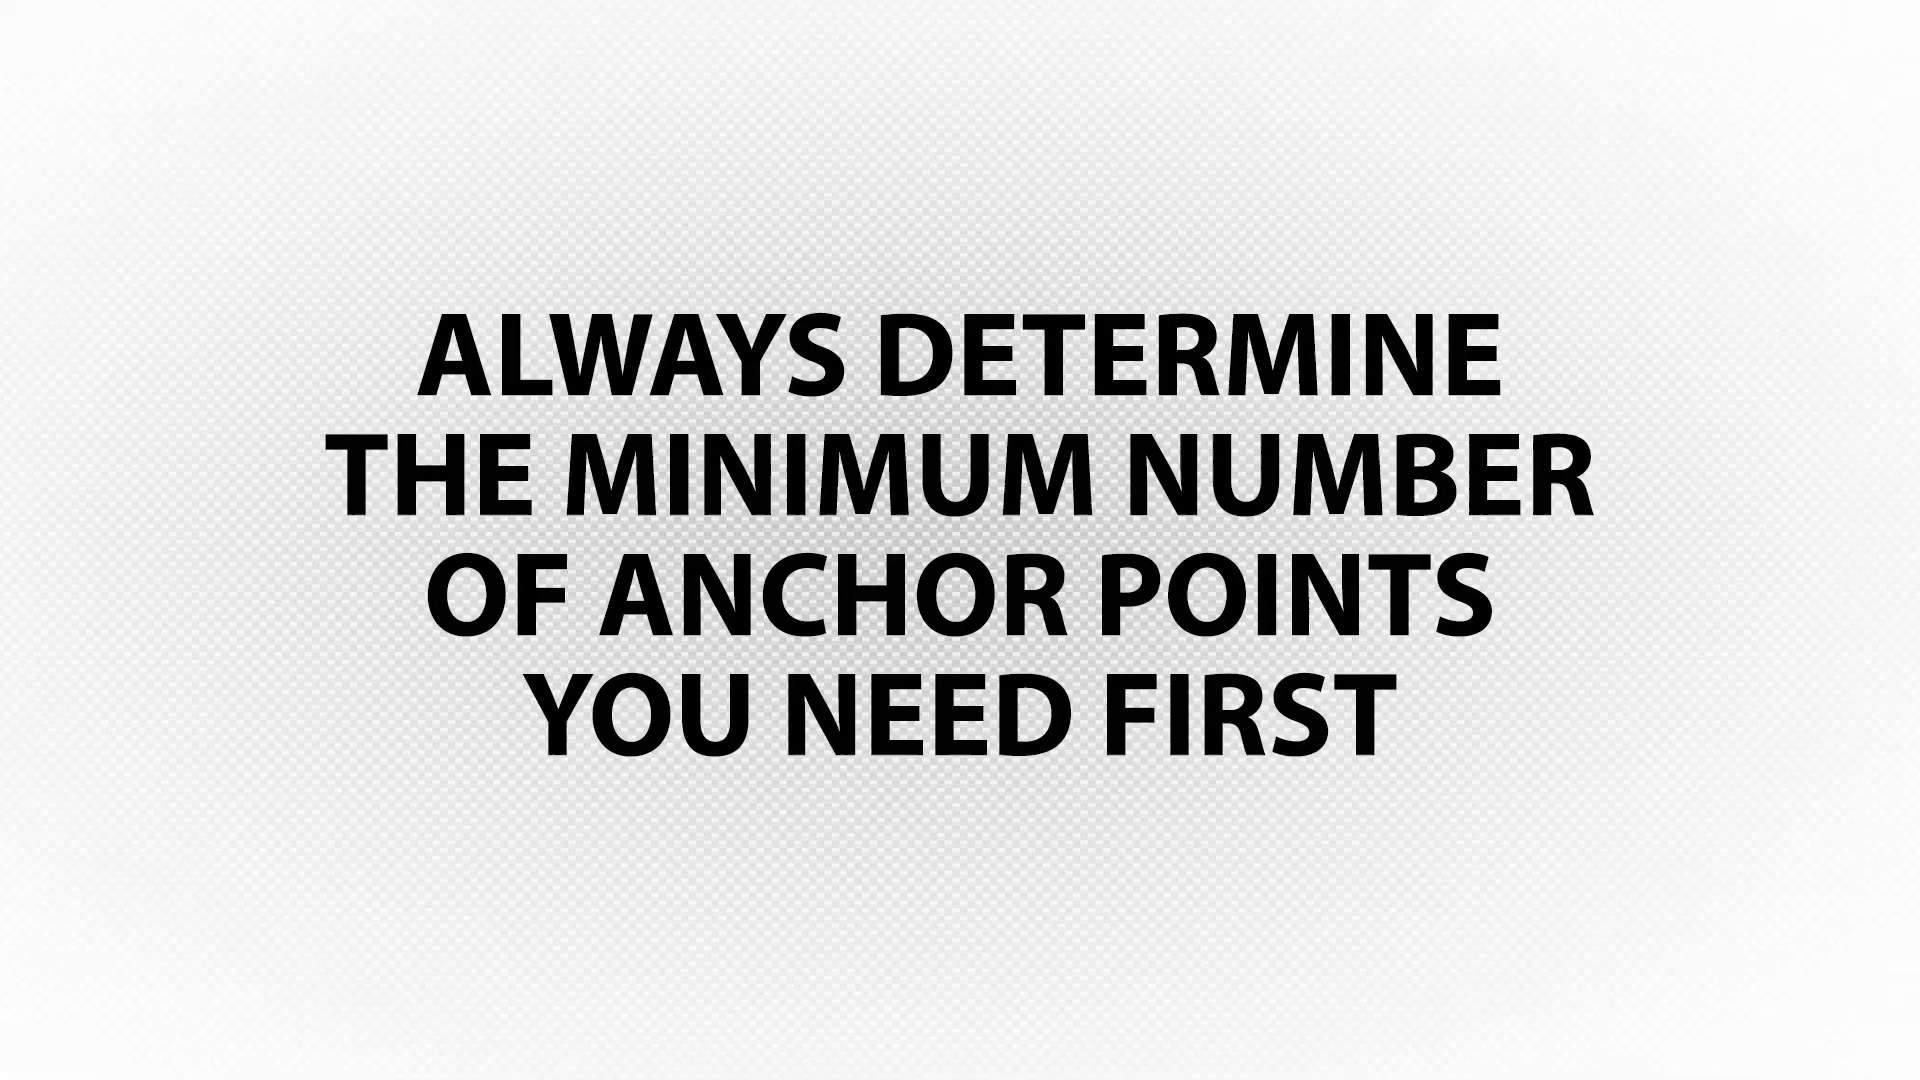 ALWAYS DETERMINE
THE MINIMUM NUMBER
OF ANCHOR POINTS
YOU NEED FIRST